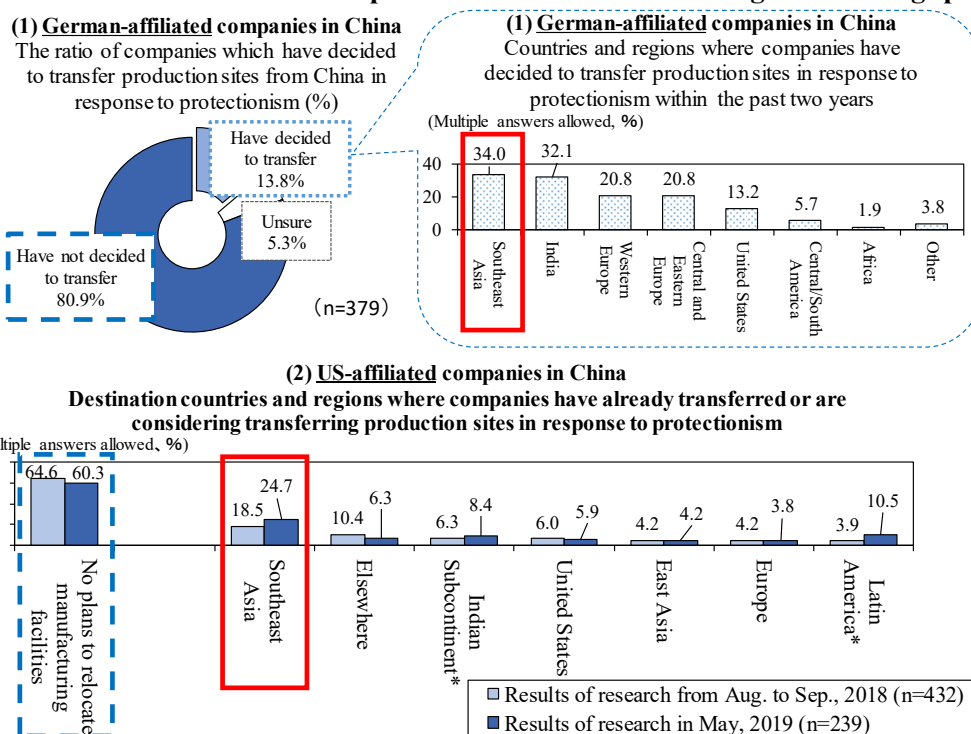 (1) German-affiliated companies in China
The ratio of companies which have decided
to transfer production sites from China in
response to protectionism (%)
Have decided
to transfer
13.8%
Unsure
5.3%
Have not decided
to transfer
80.9%
(n=379)
(1) German-affiliated companies in China
Countries and regions where companies have
decided to transfer production sites in response to
protectionism within the past two years
(Multiple answers allowed, %)
40
20
0
34.0
32.1
20.8
20.8
13.2
5.7
1.9
3.8
Southeast
Asia
India
Western
Europe
Central and
Eastern
Europe
United States
Central/South
America
Africa
Other
(2) US-affiliated companies in China
Destination countries and regions where companies have already transferred or are
considering transferring production sites in response to protectionism
ltiple answers allowed、%)
64.6 60.3
18.5 24.7
10.4 6.3
6.3 8.4
6.0 5.9
4.2 4.2
4.2 3.8
3.9 10.5
No plans to relocate
manufacturing
facilities
Southeast
Asia
Elsewhere
Indian
Subcontinent*
United States
East Asia
Europe
Latin
America*
Results of research from Aug. to Sep., 2018 (n=432)
Results of research in May, 2019 (n=239)